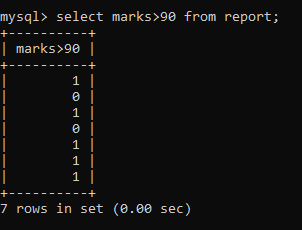 mysql> select marks>90 from report;
+----------+
| marks>90 |
+----------+
|        1 |
|        0 |
|        1 |
|        0 |
|        1 |
|        1 |
|        1 |
+----------+
7 rows in set (0.00 sec)